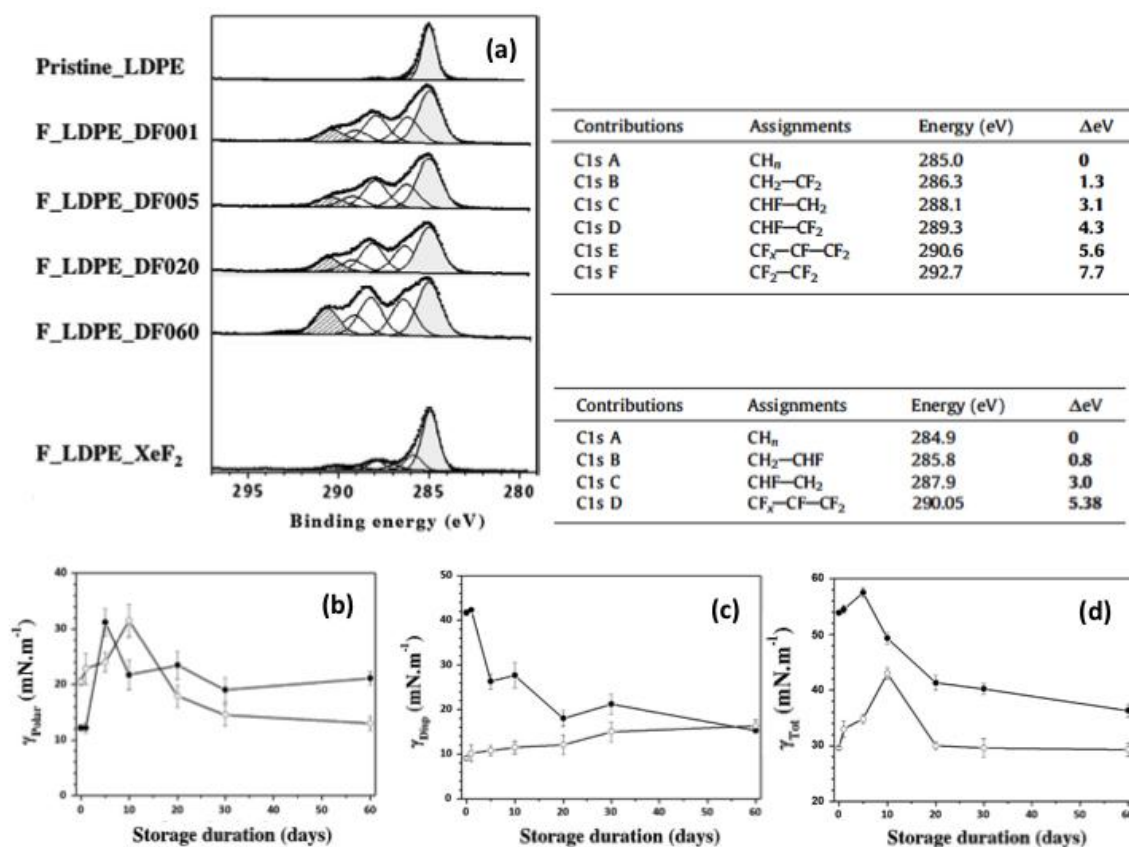 (a)
Pristine_LDPE
F_LDPE_DF001
F_LDPE_DF005
F_LDPE_DF020
F_LDPE_DF060
F_LDPE_XeF₂
295 290 285 280
Binding energy (eV)
Contributions Assignments Energy (eV) ΔeV
C1s A CHₙ 285.0 0
C1s B CH₂—CF₂ 286.3 1.3
C1s C CHF—CH₂ 288.1 3.1
C1s D CHF—CF₂ 289.3 4.3
C1s E CFₓ—CF—CF₂ 290.6 5.6
C1s F CF₂—CF₂ 292.7 7.7
Contributions Assignments Energy (eV) ΔeV
C1s A CHₙ 284.9 0
C1s B CH₂—CHF 285.8 0.8
C1s C CHF—CH₂ 287.9 3.0
C1s D CFₓ—CF—CF₂ 290.05 5.38
(b)
γPolar (mN.m⁻¹)
40
30
20
10
0
0 10 20 30 40 50 60
Storage duration (days)
(c)
γDisp (mN.m⁻¹)
50
40
30
20
10
0
0 10 20 30 40 50 60
Storage duration (days)
(d)
γTot (mN.m⁻¹)
60
50
40
30
20
0 10 20 30 40 50 60
Storage duration (days)